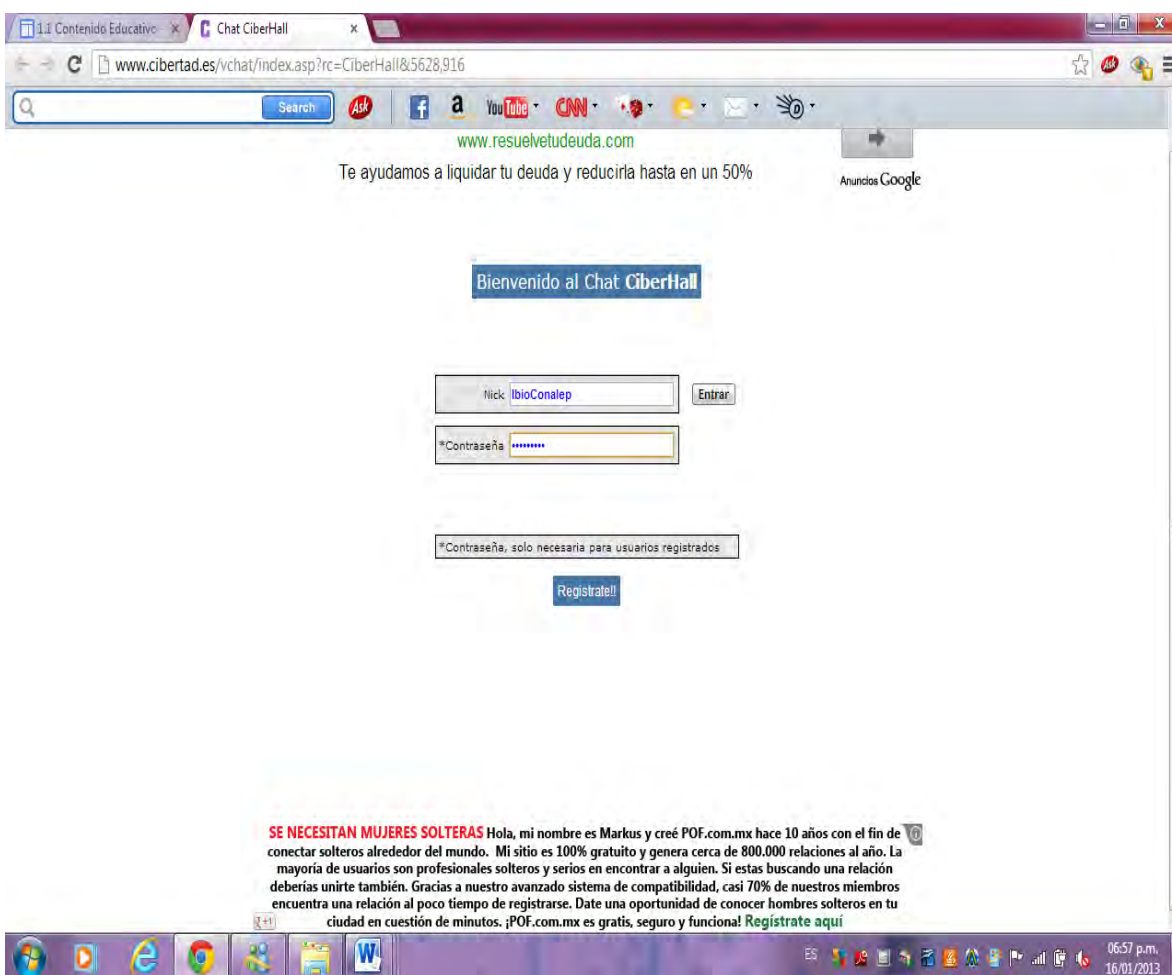 1.1 Contenido Educativo
Chat CiberHall
www.cibertad.es/vchat/index.asp?rc=CiberHall&5628,916
Ask
Search
Ask
a
YouTube
CNN
www.resuelvetudeuda.com
Te ayudamos a liquidar tu deuda y reducirla hasta en un 50%
Anuncios Google
Bienvenido al Chat CiberHall
Nick IbioConalep
Entrar
*Contraseña
*Contraseña, solo necesaria para usuarios registrados
Registrate!!
SE NECESITAN MUJERES SOLTERAS Hola, mi nombre es Markus y creé POF.com.mx hace 10 años con el fin de
conectar solteros alrededor del mundo. Mi sitio es 100% gratuito y genera cerca de 800.000 relaciones al año. La
mayoría de usuarios son profesionales solteros y serios en encontrar a alguien. Si estas buscando una relación
deberías unirte también. Gracias a nuestro avanzado sistema de compatibilidad, casi 70% de nuestros miembros
encuentra una relación al poco tiempo de registrarse. Date una oportunidad de conocer hombres solteros en tu
ciudad en cuestión de minutos. ¡POF.com.mx es gratis, seguro y funciona! Regístrate aquí
ES
06:57 p.m.
16/01/2013